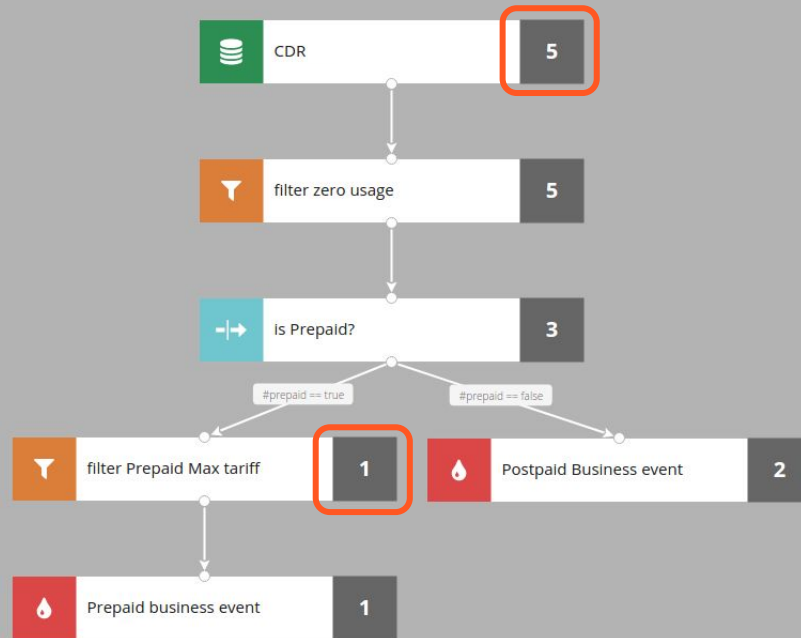 CDR 5
filter zero usage 5
is Prepaid? 3
#prepaid == true #prepaid == false
filter Prepaid Max tariff 1 Postpaid Business event 2
Prepaid business event 1